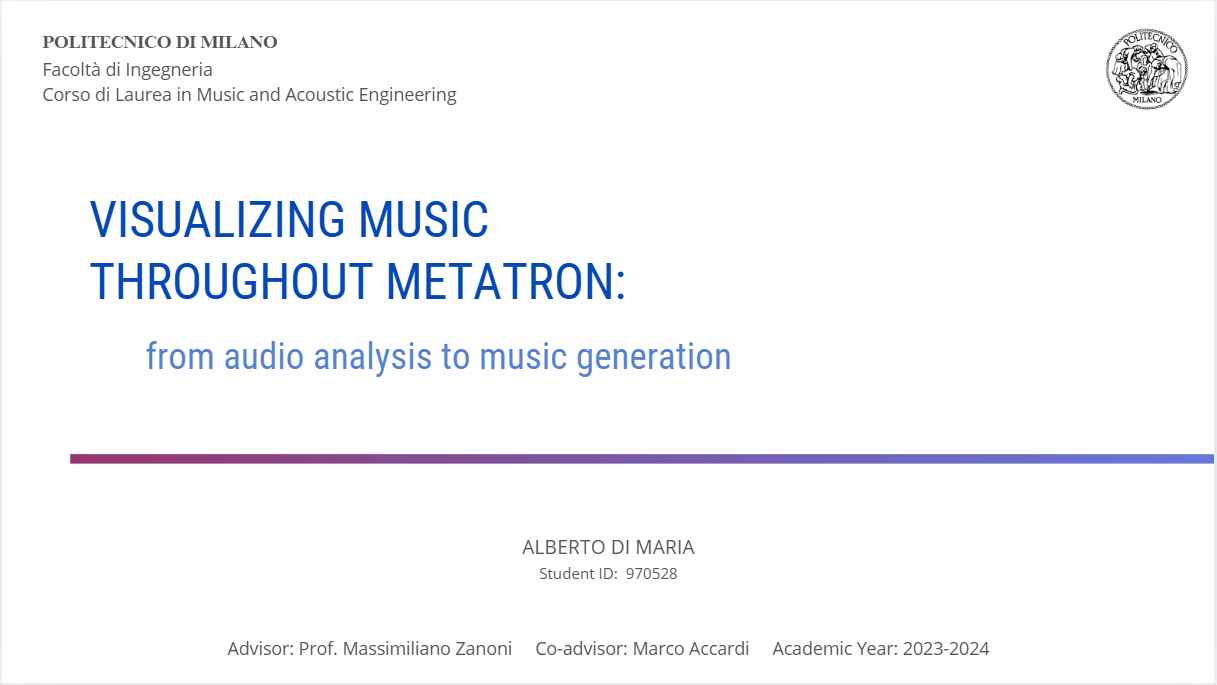 POLITECNICO DI MILANO
Facoltà di Ingegneria
Corso di Laurea in Music and Acoustic Engineering
POLITECNICO
MILANO
VISUALIZING MUSIC
THROUGHOUT METATRON:
from audio analysis to music generation
ALBERTO DI MARIA
Student ID: 970528
Advisor: Prof. Massimiliano Zanoni Co-advisor: Marco Accardi Academic Year: 2023-2024